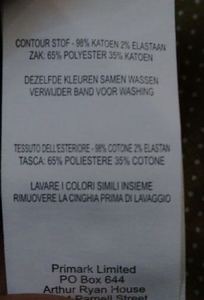 CONTOUR STOF - 98% KATOEN 2% ELASTAAN
ZAK: 65% POLYESTER 35% KATOEN
DEZELFDE KLEUREN SAMEN WASSEN
VERWIJDER BAND VOOR WASHING
TESSUTO DELL'ESTERIORE - 98% COTONE 2% ELASTAN
TASCA: 65% POLIESTERE 35% COTONE
LAVARE I COLORI SIMILI INSIEME
RIMUOVERE LA CINGHIA PRIMA DI LAVAGGIO
Primark Limited
PO Box 644
Arthur Ryan House
Parnell Street